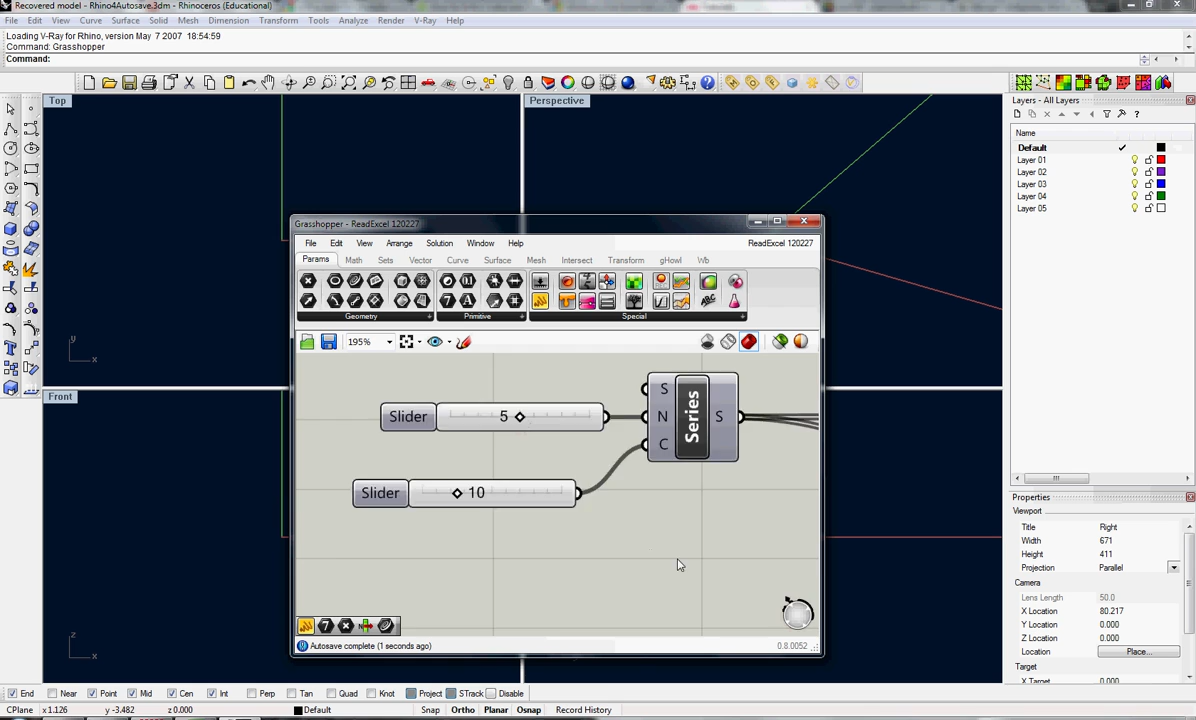 Recovered model - Rhino4Autosave.3dm - Rhinoceros (Educational)
File Edit View Curve Surface Solid Mesh Dimension Transform Tools Analyze Render V-Ray Help
Loading V-Ray for Rhino, version May 7 2007 18:54:59
Command: Grasshopper
Command:
Top
Perspective
Layers - All Layers
Name
Default
Layer 01
Layer 02
Layer 03
Layer 04
Layer 05
Grasshopper - ReadExcel 120227
File Edit View Arrange Solution Window Help
ReadExcel 120227
Params Math Sets Vector Curve Surface Mesh Intersect Transform gHowl Wb
Geometry
Primitive
Special
195%
Slider 5
Slider 10
S
N
C
Series
S
Autosave complete (1 seconds ago)
0.8.0052
y
x
Front
z
x
Properties
Viewport
Title Right
Width 671
Height 411
Projection Parallel
Camera
Lens Length 50.0
X Location 80.217
Y Location 0.000
Z Location 0.000
Location Place...
Target
X Target 0.000
End Near Point Mid Cen Int Perp Tan Quad Knot Project STrack Disable
CPlane x 1.126 y -3.482 z 0.000 Default Snap Ortho Planar Osnap Record History